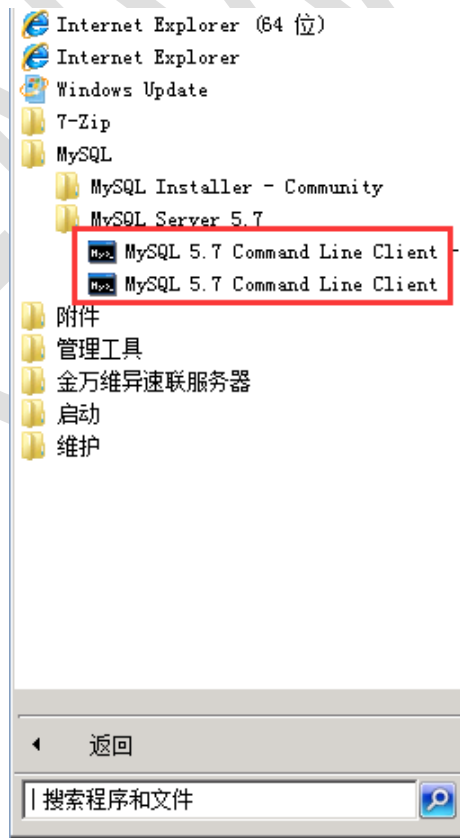 Internet Explorer (64 位)
Internet Explorer
Windows Update
7-Zip
MySQL
MySQL Installer - Community
MySQL Server 5.7
MySQL 5.7 Command Line Client -
MySQL 5.7 Command Line Client
附件
管理工具
金万维异速联服务器
启动
维护
返回
搜索程序和文件